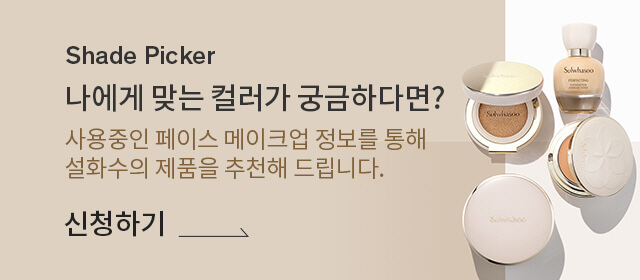 Shade Picker
나에게 맞는 컬러가 궁금하다면?
사용중인 페이스 메이크업 정보를 통해
설화수의 제품을 추천해 드립니다.
신청하기
Sulwhasoo
Sulwhasoo
PERFECTING